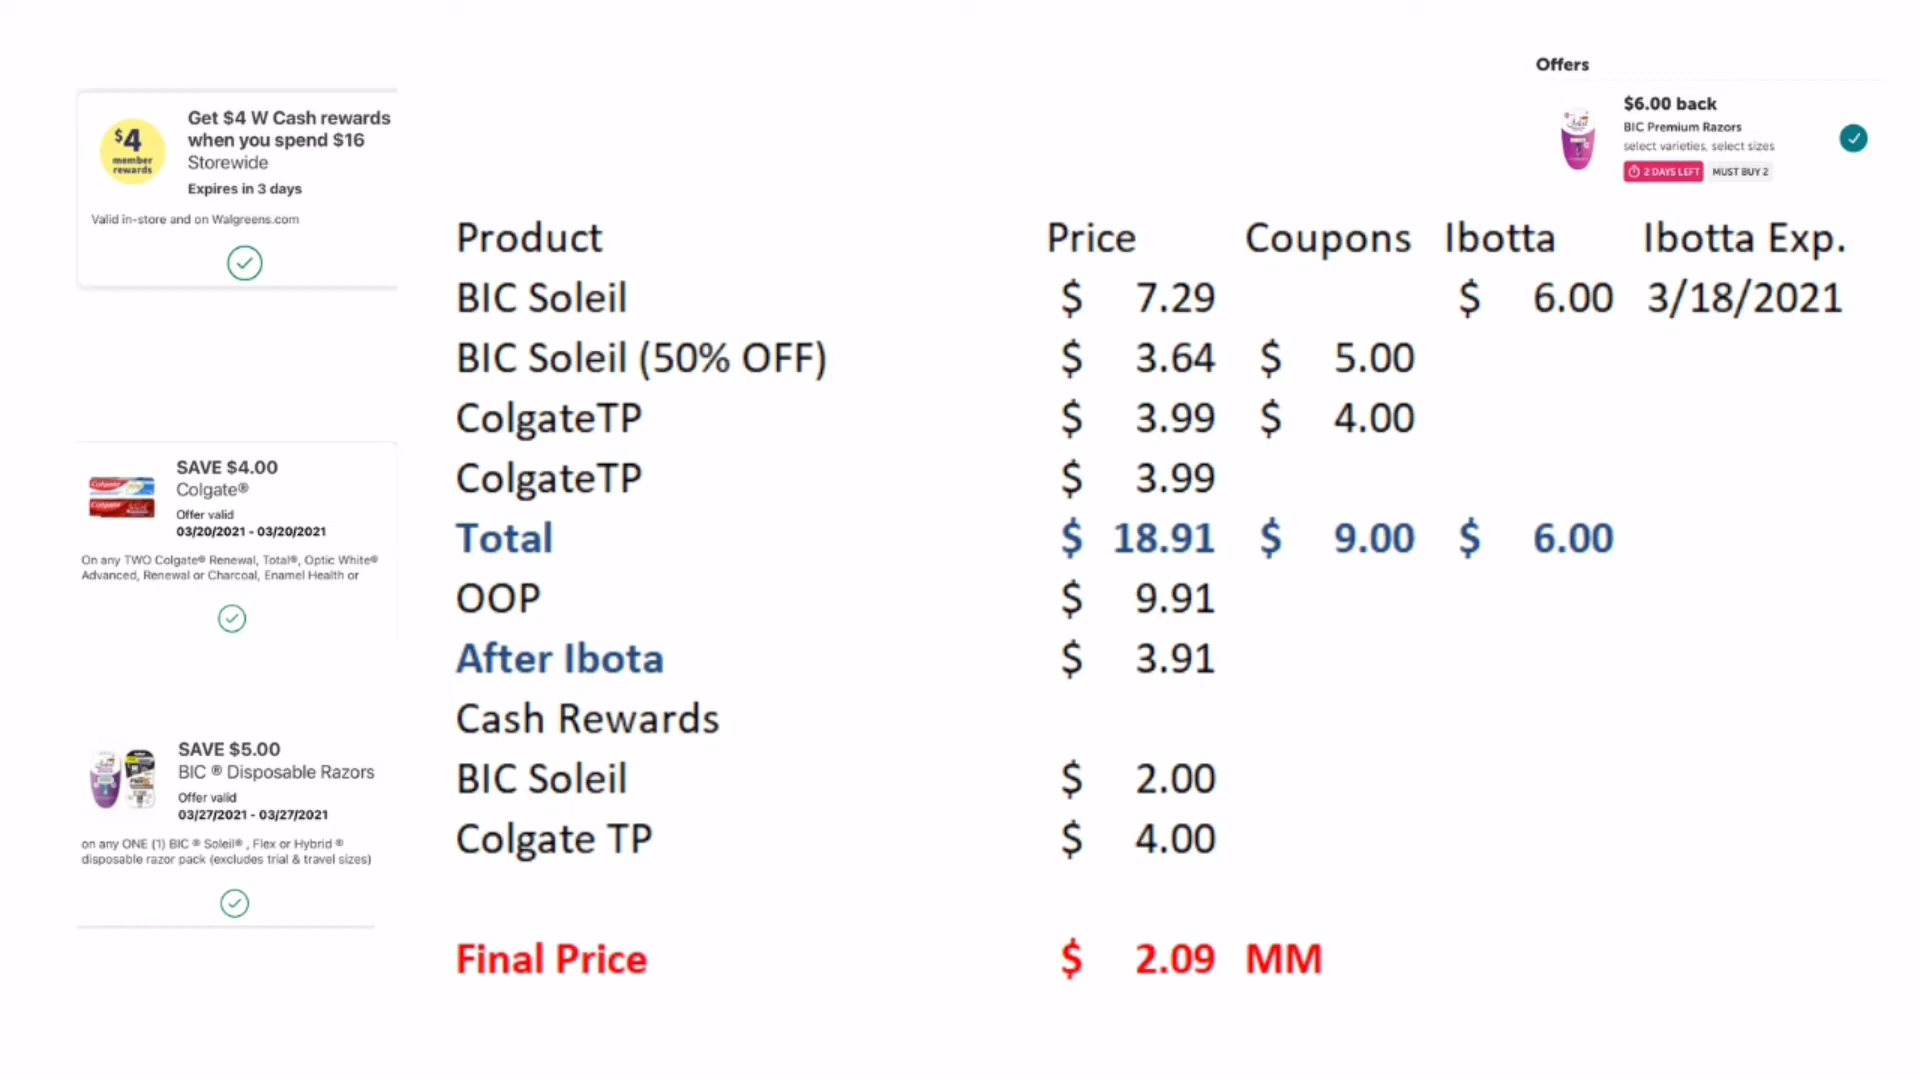 Offers
$6.00 back
BIC Premium Razors
select varieties, select sizes
2 DAYS LEFT MUST BUY 2
$4
member
rewards
Get $4 W Cash rewards
when you spend $16
Storewide
Expires in 3 days
Valid in-store and on Walgreens.com
SAVE $4.00
Colgate®
Offer valid
03/20/2021 - 03/20/2021
On any TWO Colgate® Renewal, Total®, Optic White®
Advanced, Renewal or Charcoal, Enamel Health or
SAVE $5.00
BIC ® Disposable Razors
Offer valid
03/27/2021 - 03/27/2021
on any ONE (1) BIC ® Soleil® , Flex or Hybrid ®
disposable razor pack (excludes trial & travel sizes)
Product Price Coupons Ibotta Ibotta Exp.
BIC Soleil $ 7.29 $ 6.00 3/18/2021
BIC Soleil (50% OFF) $ 3.64 $ 5.00
ColgateTP $ 3.99 $ 4.00
ColgateTP $ 3.99
Total $ 18.91 $ 9.00 $ 6.00
OOP $ 9.91
After Ibota $ 3.91
Cash Rewards
BIC Soleil $ 2.00
Colgate TP $ 4.00
Final Price $ 2.09 MM